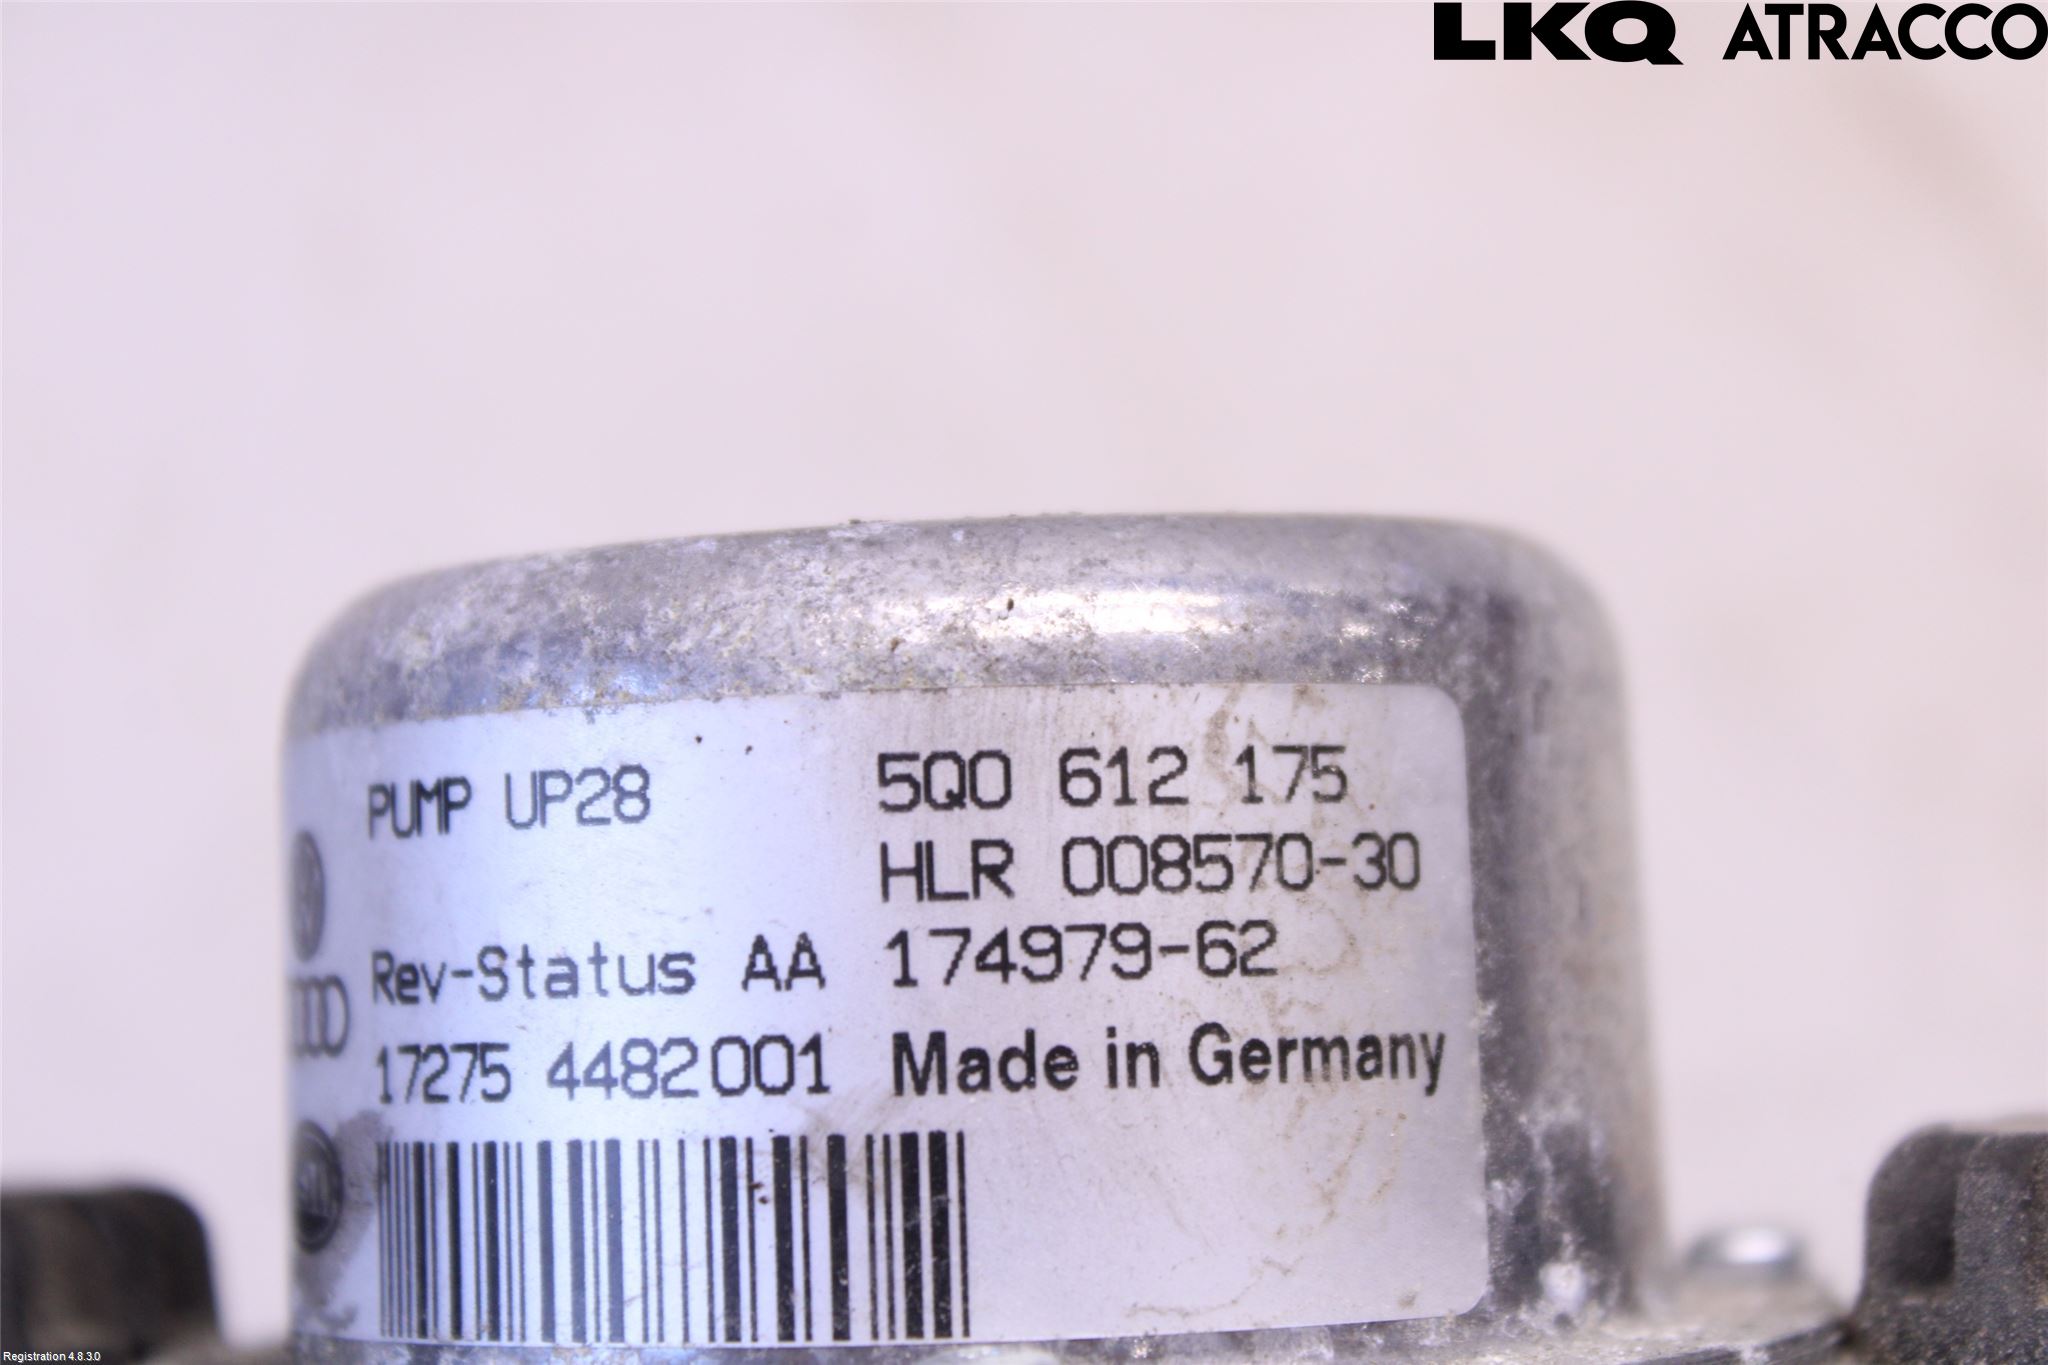 LKQ ATRACCO
PUMP UP28
5Q0 612 175
HLR 008570-30
Rev-Status AA 174979-62
17275 4482001 Made in Germany
Registration 4.8.3.0